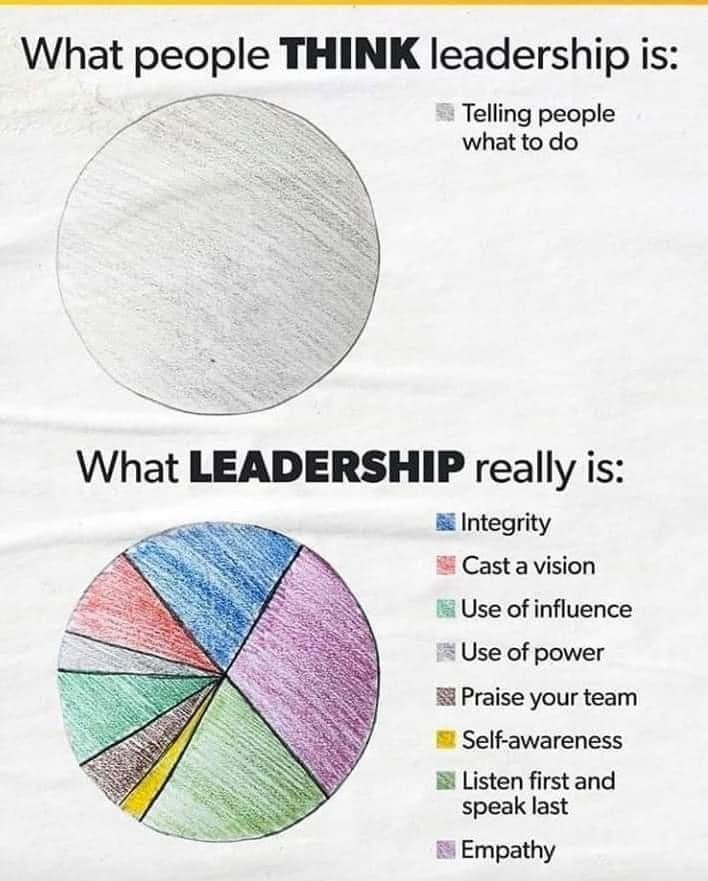 What people THINK leadership is:
Telling people
what to do
What LEADERSHIP really is:
Integrity
Cast a vision
Use of influence
Use of power
Praise your team
Self-awareness
Listen first and
speak last
Empathy